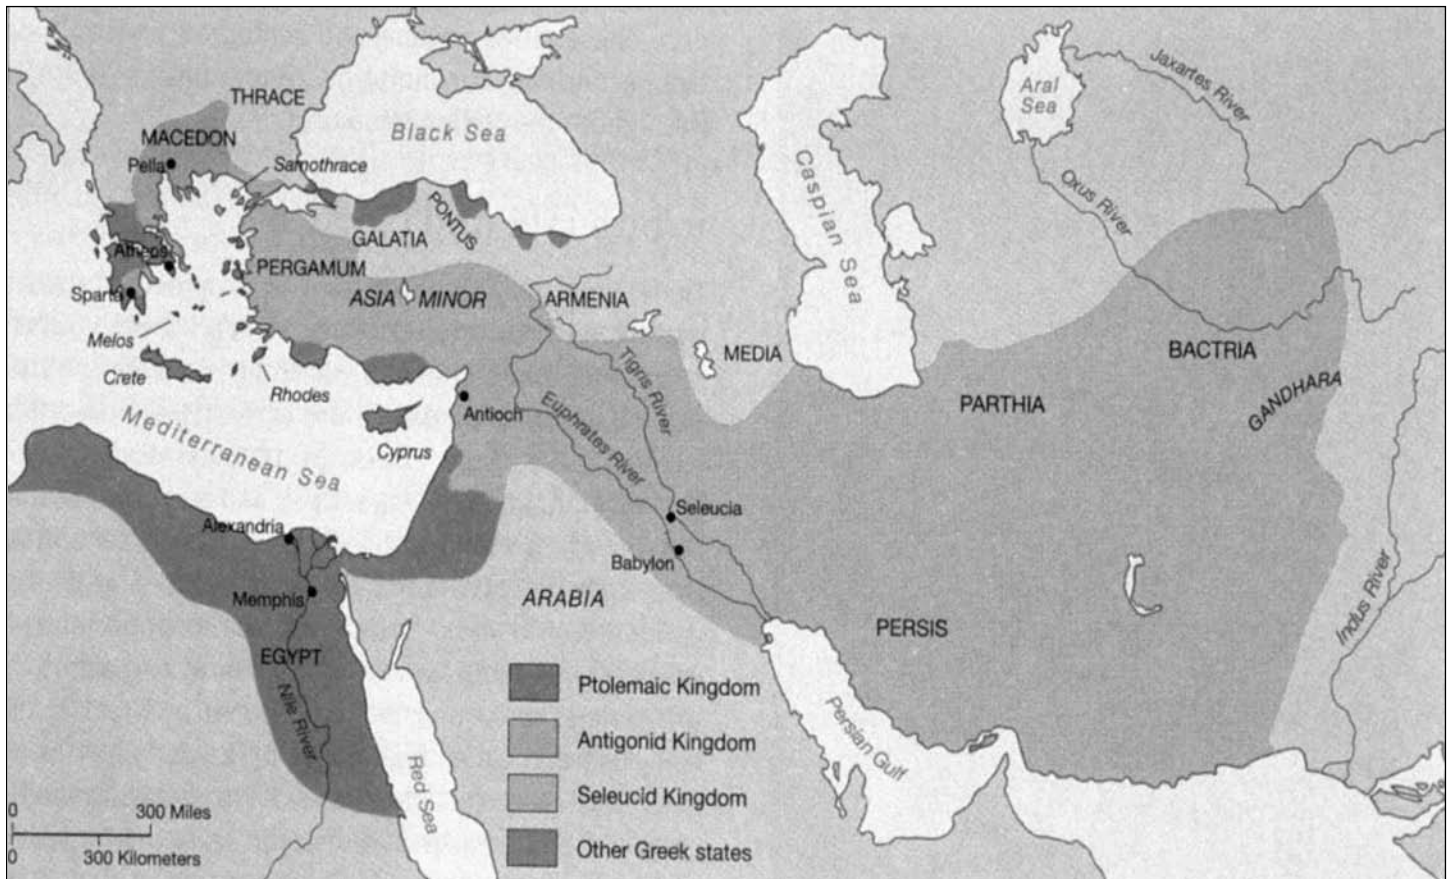 THRACE
MACEDON
Pella
Samothrace
Black Sea
Aral
Sea
Jaxartes River
Oxus River
Caspian Sea
PONTUS
GALATIA
PERGAMUM
ASIA MINOR
ARMENIA
Athens
Sparta
Melos
Crete
Rhodes
Cyprus
Mediterranean Sea
Antioch
MEDIA
Tigris River
Euphrates River
PARTHIA
BACTRIA
GANDHARA
Seleucia
Babylon
Alexandria
Memphis
ARABIA
PERSIS
EGYPT
Nile River
Red Sea
Persian Gulf
Indus River
Ptolemaic Kingdom
Antigonid Kingdom
Seleucid Kingdom
Other Greek states
0 300 Miles
0 300 Kilometers